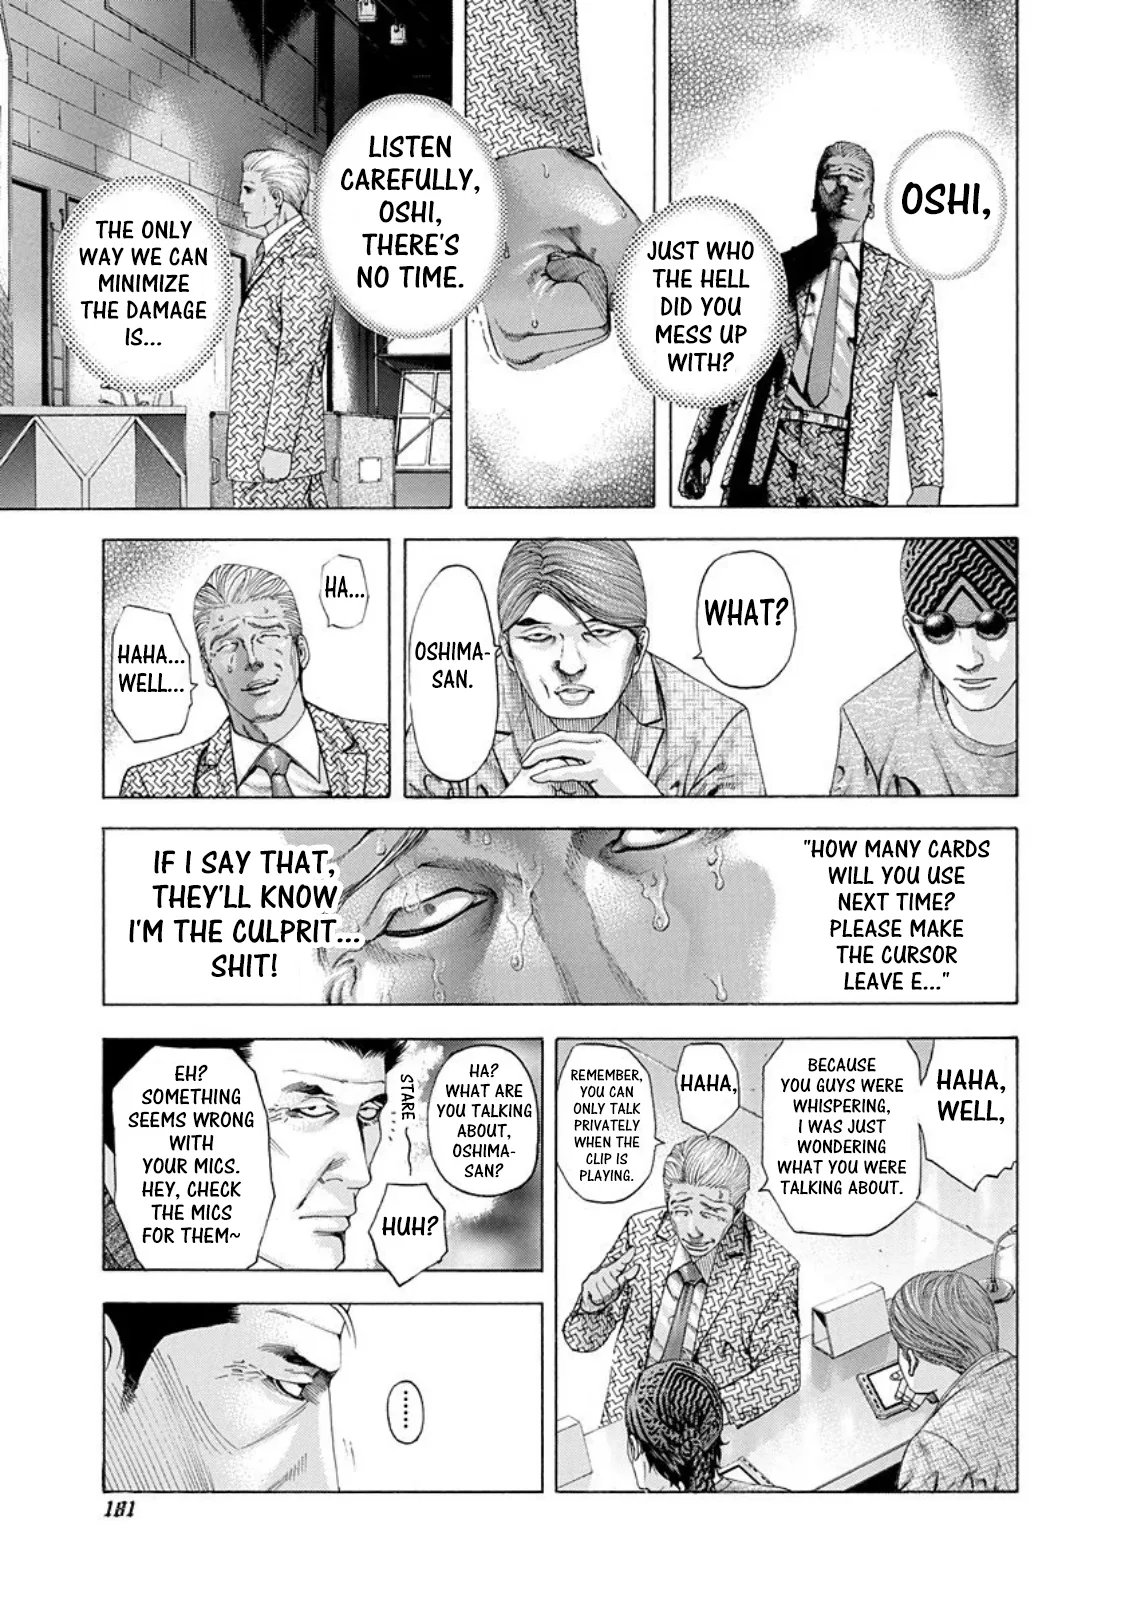 OSHI,
JUST WHO
THE HELL
DID YOU
MESS UP
WITH?
LISTEN
CAREFULLY,
OSHI,
THERE'S
NO TIME.
THE ONLY
WAY WE CAN
MINIMIZE
THE DAMAGE
IS...
WHAT?
OSHIMA-
SAN.
HA...
HAHA...
WELL...
"HOW MANY CARDS
WILL YOU USE
NEXT TIME?
PLEASE MAKE
THE CURSOR
LEAVE E..."
IF I SAY THAT,
THEY'LL KNOW
I'M THE CULPRIT...
SHIT!
HAHA,
WELL,
BECAUSE
YOU GUYS WERE
WHISPERING,
I WAS JUST
WONDERING
WHAT YOU WERE
TALKING ABOUT.
HAHA,
REMEMBER,
YOU CAN
ONLY TALK
PRIVATELY
WHEN THE
CLIP IS
PLAYING.
HA?
WHAT ARE
YOU TALKING
ABOUT,
OSHIMA-
SAN?
STARE
HUH?
EH?
SOMETHING
SEEMS WRONG
WITH
YOUR MICS.
HEY, CHECK
THE MICS
FOR THEM~
......
181